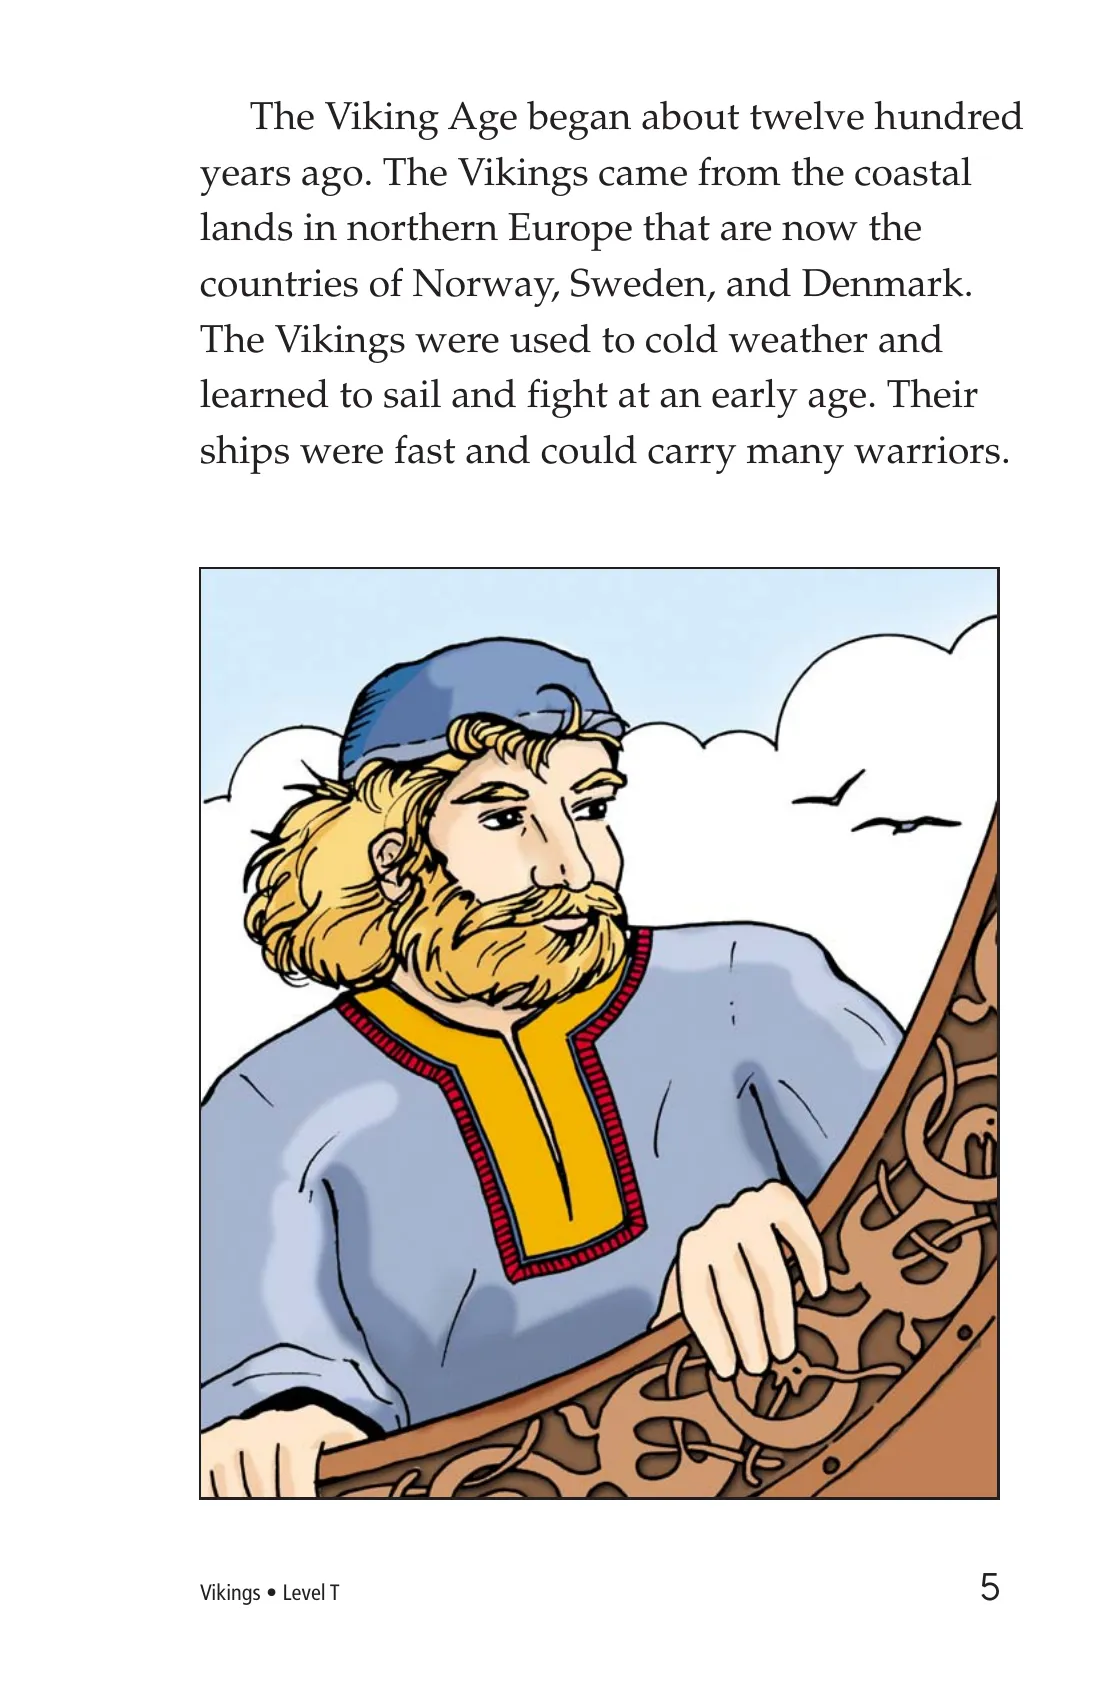 The Viking Age began about twelve hundred
years ago. The Vikings came from the coastal
lands in northern Europe that are now the
countries of Norway, Sweden, and Denmark.
The Vikings were used to cold weather and
learned to sail and fight at an early age. Their
ships were fast and could carry many warriors.
Vikings • Level T
5